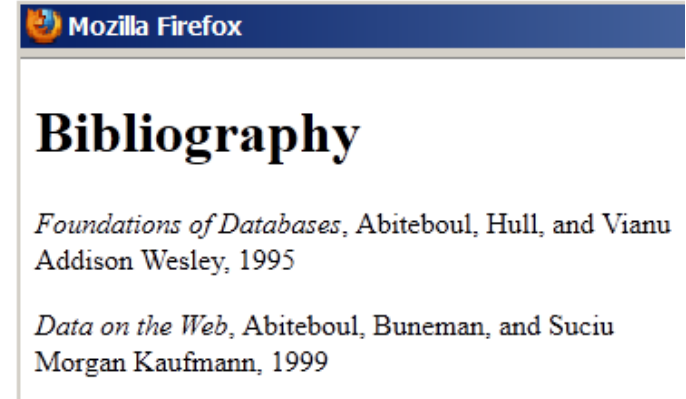 Mozilla Firefox
Bibliography
Foundations of Databases, Abiteboul, Hull, and Vianu
Addison Wesley, 1995
Data on the Web, Abiteboul, Buneman, and Suciu
Morgan Kaufmann, 1999